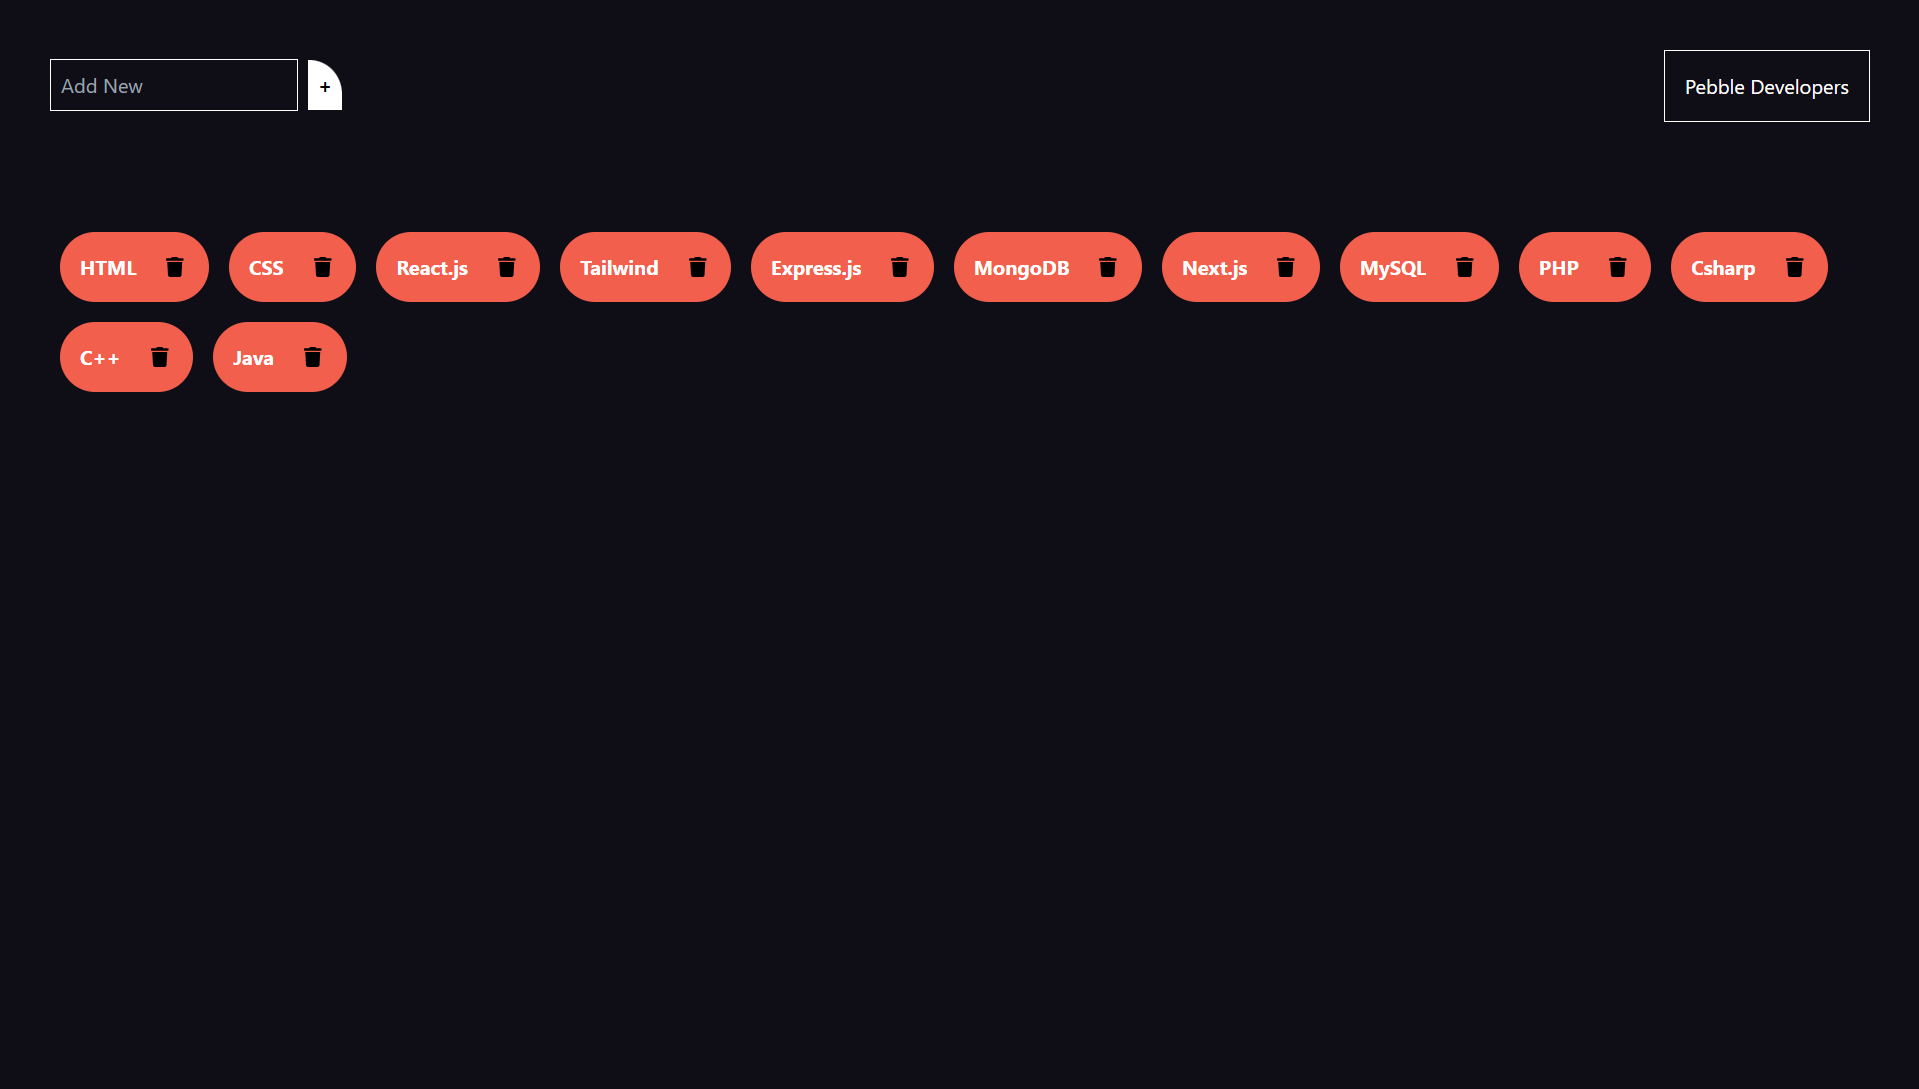 Add New + Pebble Developers
HTML CSS React.js Tailwind Express.js MongoDB Next.js MySQL PHP Csharp
C++ Java